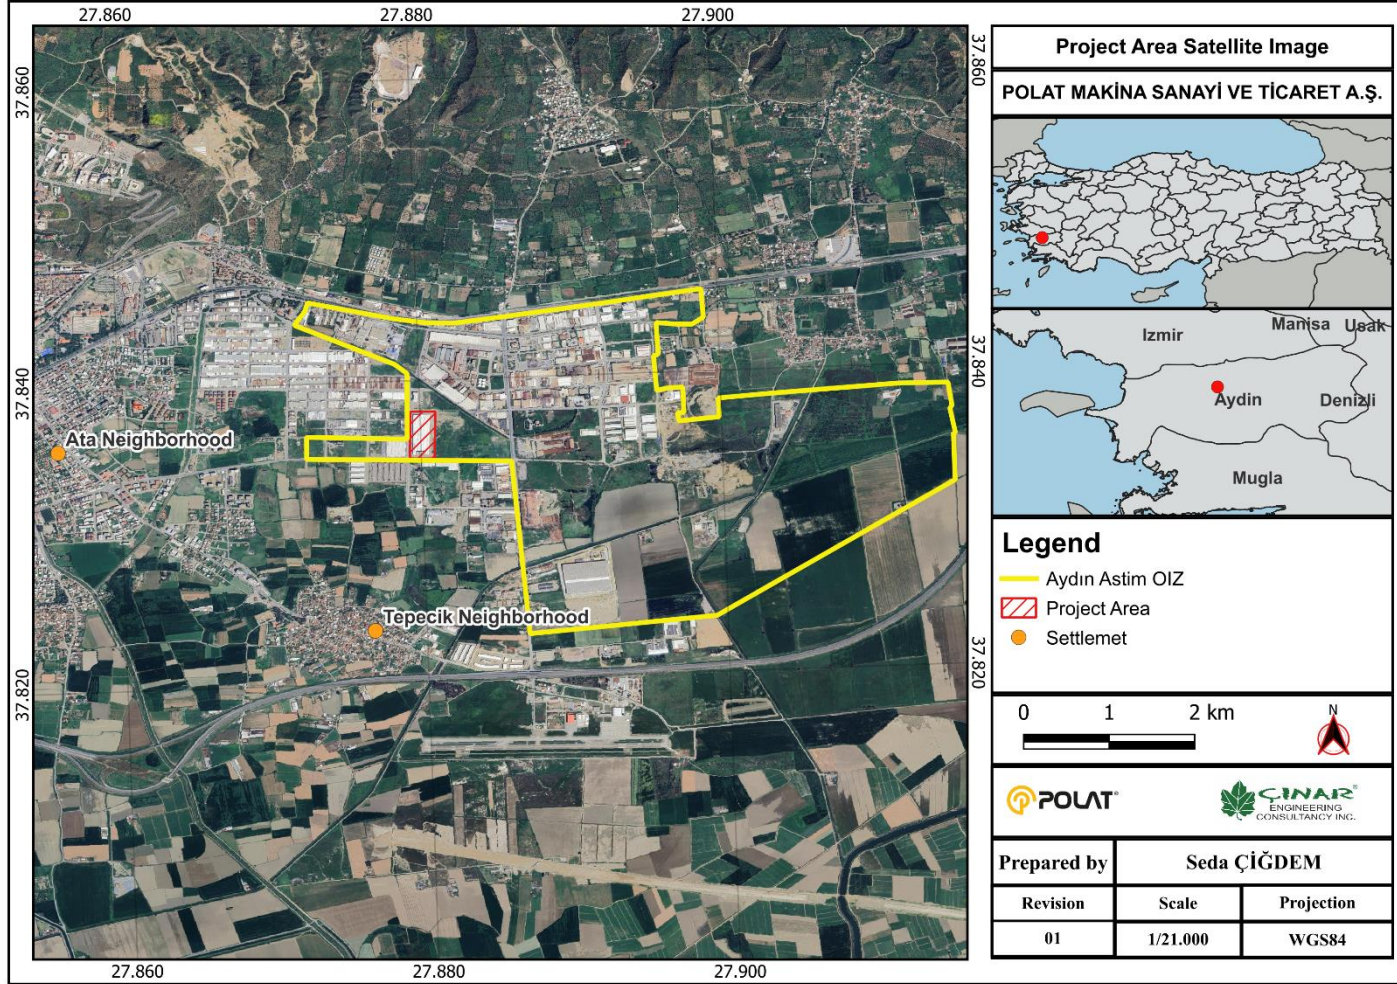 27.860
27.880
27.900
37.860
37.840
37.820
37.860
37.840
37.820
27.860
27.880
27.900
Ata Neighborhood
Tepecik Neighborhood
Project Area Satellite Image
POLAT MAKİNA SANAYİ VE TİCARET A.Ş.
Izmir
Manisa
Usak
Aydin
Denizli
Mugla
Legend
Aydın Astim OIZ
Project Area
Settlemet
0 1 2 km
N
POLAT®
ÇINAR®
ENGINEERING
CONSULTANCY INC.
Prepared by
Seda ÇİĞDEM
Revision
Scale
Projection
01
1/21.000
WGS84